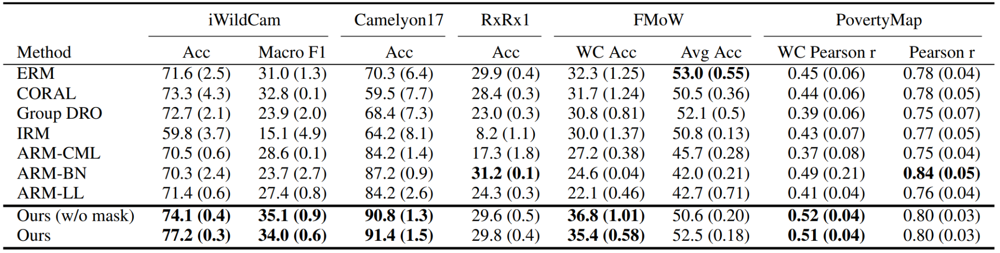 iWildCam Camelyon17 RxRx1 FMoW PovertyMap
Method Acc Macro F1 Acc Acc WC Acc Avg Acc WC Pearson r Pearson r
ERM 71.6 (2.5) 31.0 (1.3) 70.3 (6.4) 29.9 (0.4) 32.3 (1.25) 53.0 (0.55) 0.45 (0.06) 0.78 (0.04)
CORAL 73.3 (4.3) 32.8 (0.1) 59.5 (7.7) 28.4 (0.3) 31.7 (1.24) 50.5 (0.36) 0.44 (0.06) 0.78 (0.05)
Group DRO 72.7 (2.1) 23.9 (2.0) 68.4 (7.3) 23.0 (0.3) 30.8 (0.81) 52.1 (0.5) 0.39 (0.06) 0.75 (0.07)
IRM 59.8 (3.7) 15.1 (4.9) 64.2 (8.1) 8.2 (1.1) 30.0 (1.37) 50.8 (0.13) 0.43 (0.07) 0.77 (0.05)
ARM-CML 70.5 (0.6) 28.6 (0.1) 84.2 (1.4) 17.3 (1.8) 27.2 (0.38) 45.7 (0.28) 0.37 (0.08) 0.75 (0.04)
ARM-BN 70.3 (2.4) 23.7 (2.7) 87.2 (0.9) 31.2 (0.1) 24.6 (0.04) 42.0 (0.21) 0.49 (0.21) 0.84 (0.05)
ARM-LL 71.4 (0.6) 27.4 (0.8) 84.2 (2.6) 24.3 (0.3) 22.1 (0.46) 42.7 (0.71) 0.41 (0.04) 0.76 (0.04)
Ours (w/o mask) 74.1 (0.4) 35.1 (0.9) 90.8 (1.3) 29.6 (0.5) 36.8 (1.01) 50.6 (0.20) 0.52 (0.04) 0.80 (0.03)
Ours 77.2 (0.3) 34.0 (0.6) 91.4 (1.5) 29.8 (0.4) 35.4 (0.58) 52.5 (0.18) 0.51 (0.04) 0.80 (0.03)